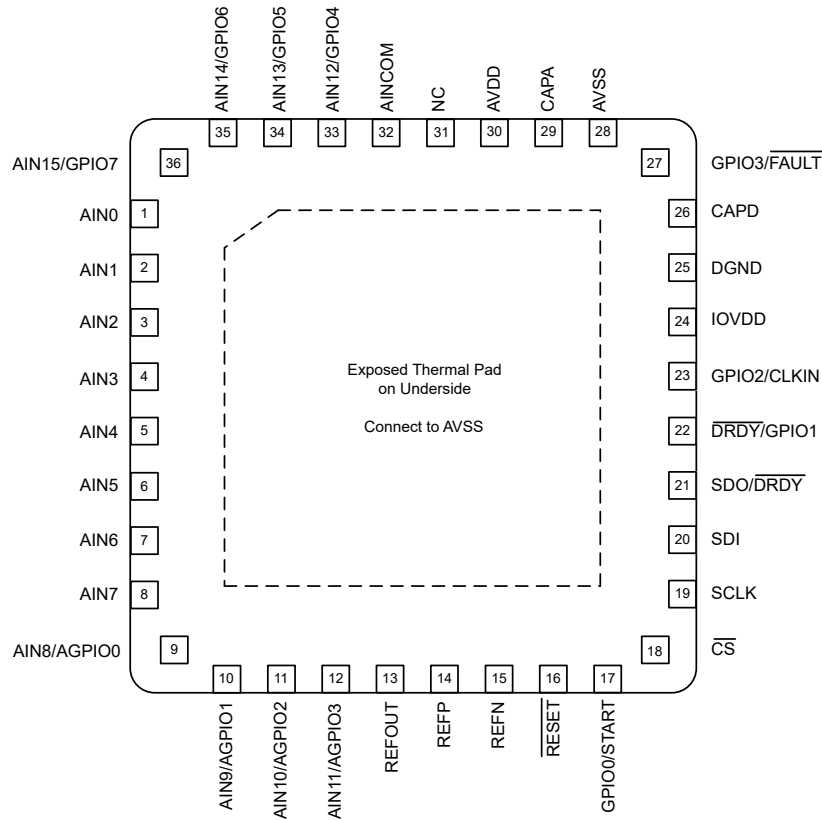 AIN14/GPIO6
AIN13/GPIO5
AIN12/GPIO4
AINCOM
NC
AVDD
CAPA
AVSS
35
34
33
32
31
30
29
28
AIN15/GPIO7
36
27
GPIO3/FAULT
AIN0
1
26
CAPD
AIN1
2
25
DGND
AIN2
3
24
IOVDD
AIN3
4
Exposed Thermal Pad
on Underside
Connect to AVSS
23
GPIO2/CLKIN
AIN4
5
22
DRDY/GPIO1
AIN5
6
21
SDO/DRDY
AIN6
7
20
SDI
AIN7
8
19
SCLK
AIN8/AGPIO0
9
18
CS
10
11
12
13
14
15
16
17
AIN9/AGPIO1
AIN10/AGPIO2
AIN11/AGPIO3
REFOUT
REFP
REFN
RESET
GPIO0/START